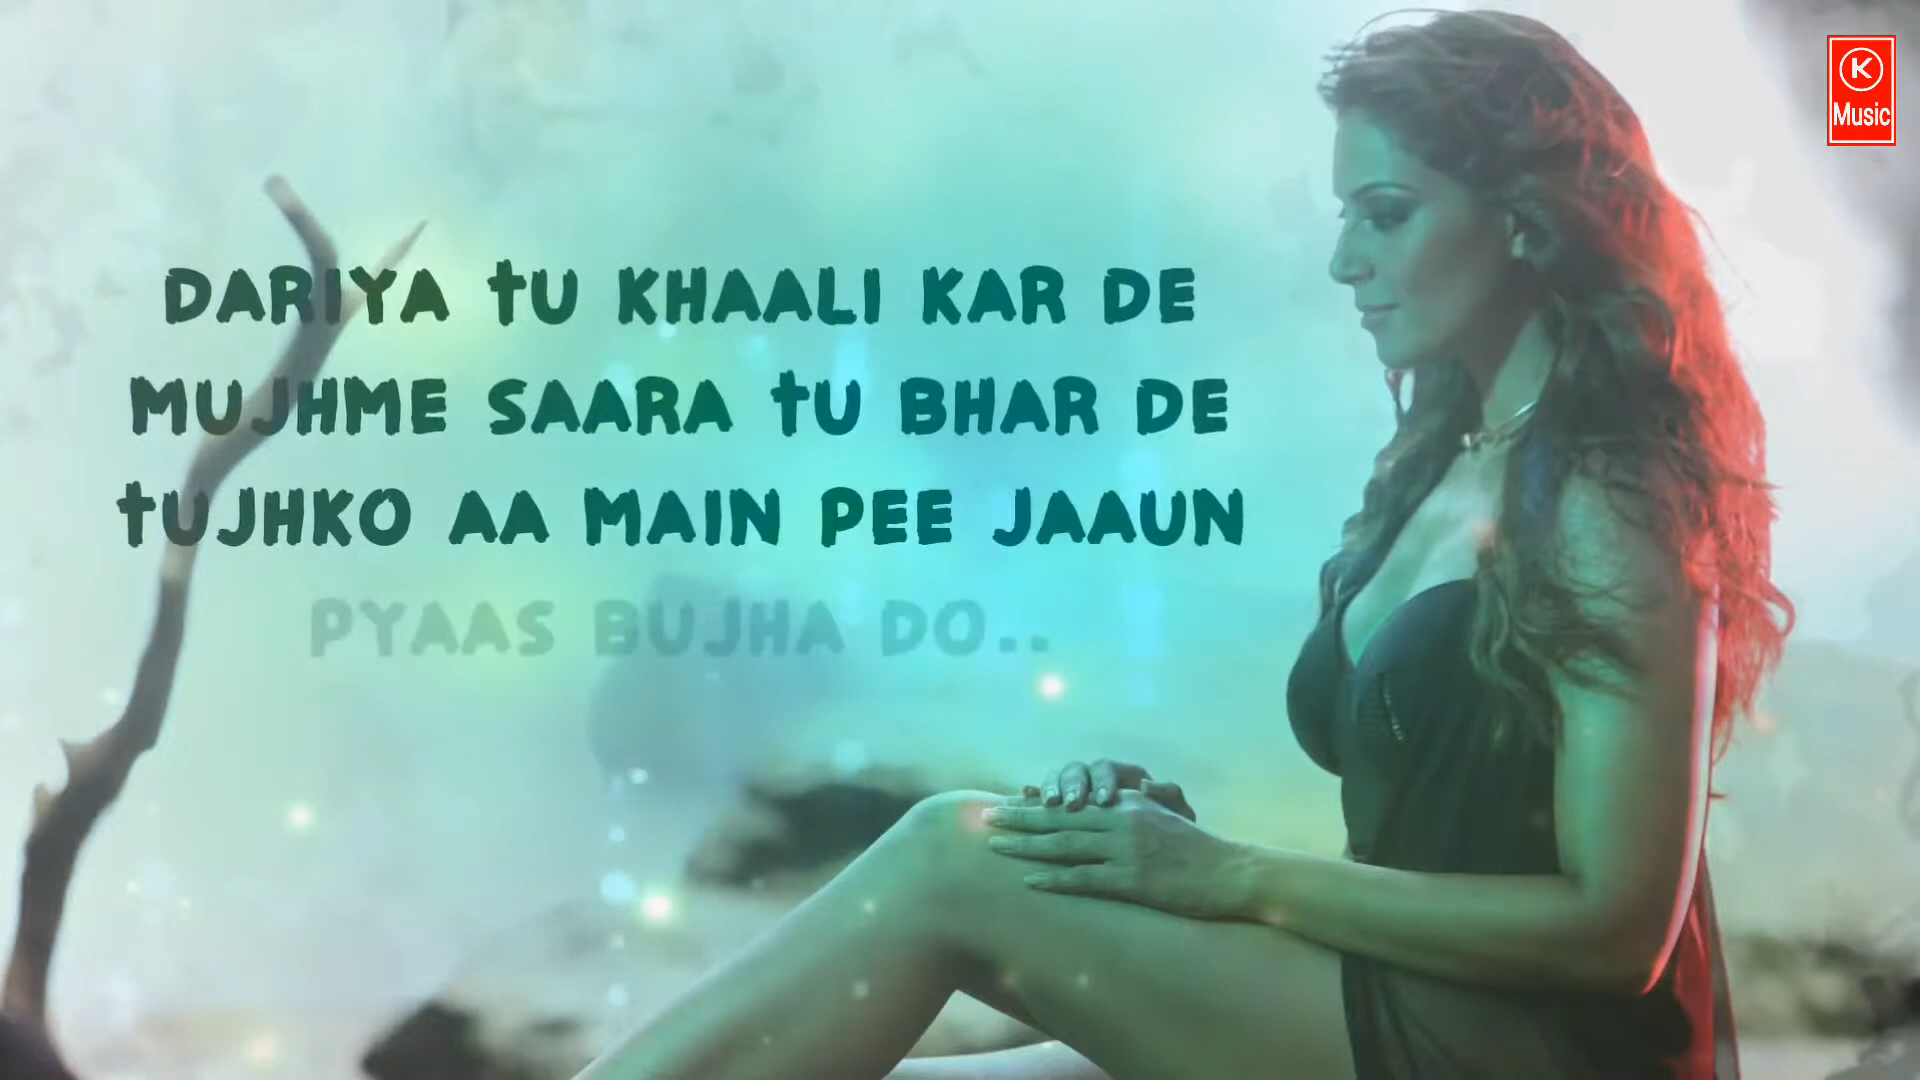 DARIYA TU KHAALI KAR DE
MUJHME SAARA TU BHAR DE
TUJHKO AA MAIN PEE JAAUN
PYAAS BUJHA DO..
K
Music